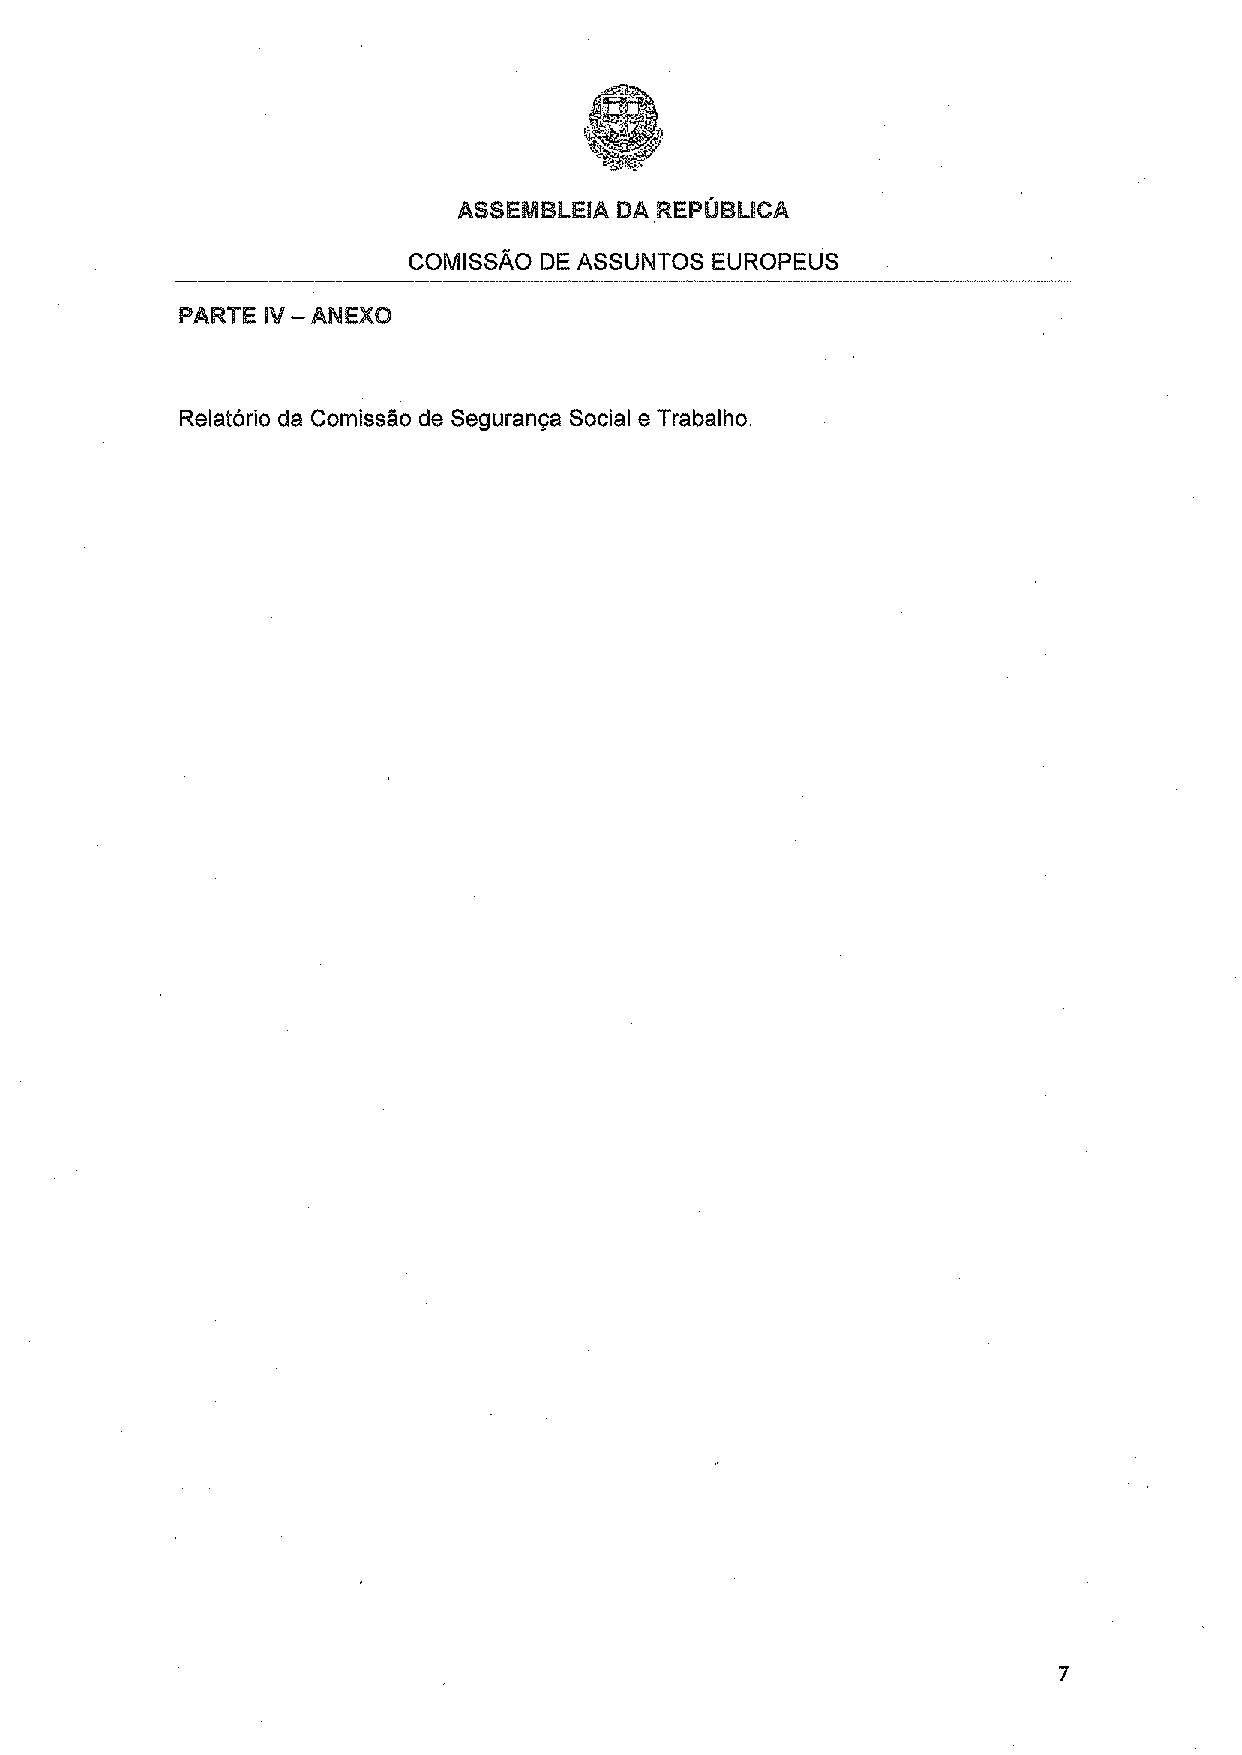 ASSEMBLEIA DA REPÚBLICA
COMISSÃO DE ASSUNTOS EUROPEUS
PARTE IV – ANEXO
Relatório da Comissão de Segurança Social e Trabalho.
7